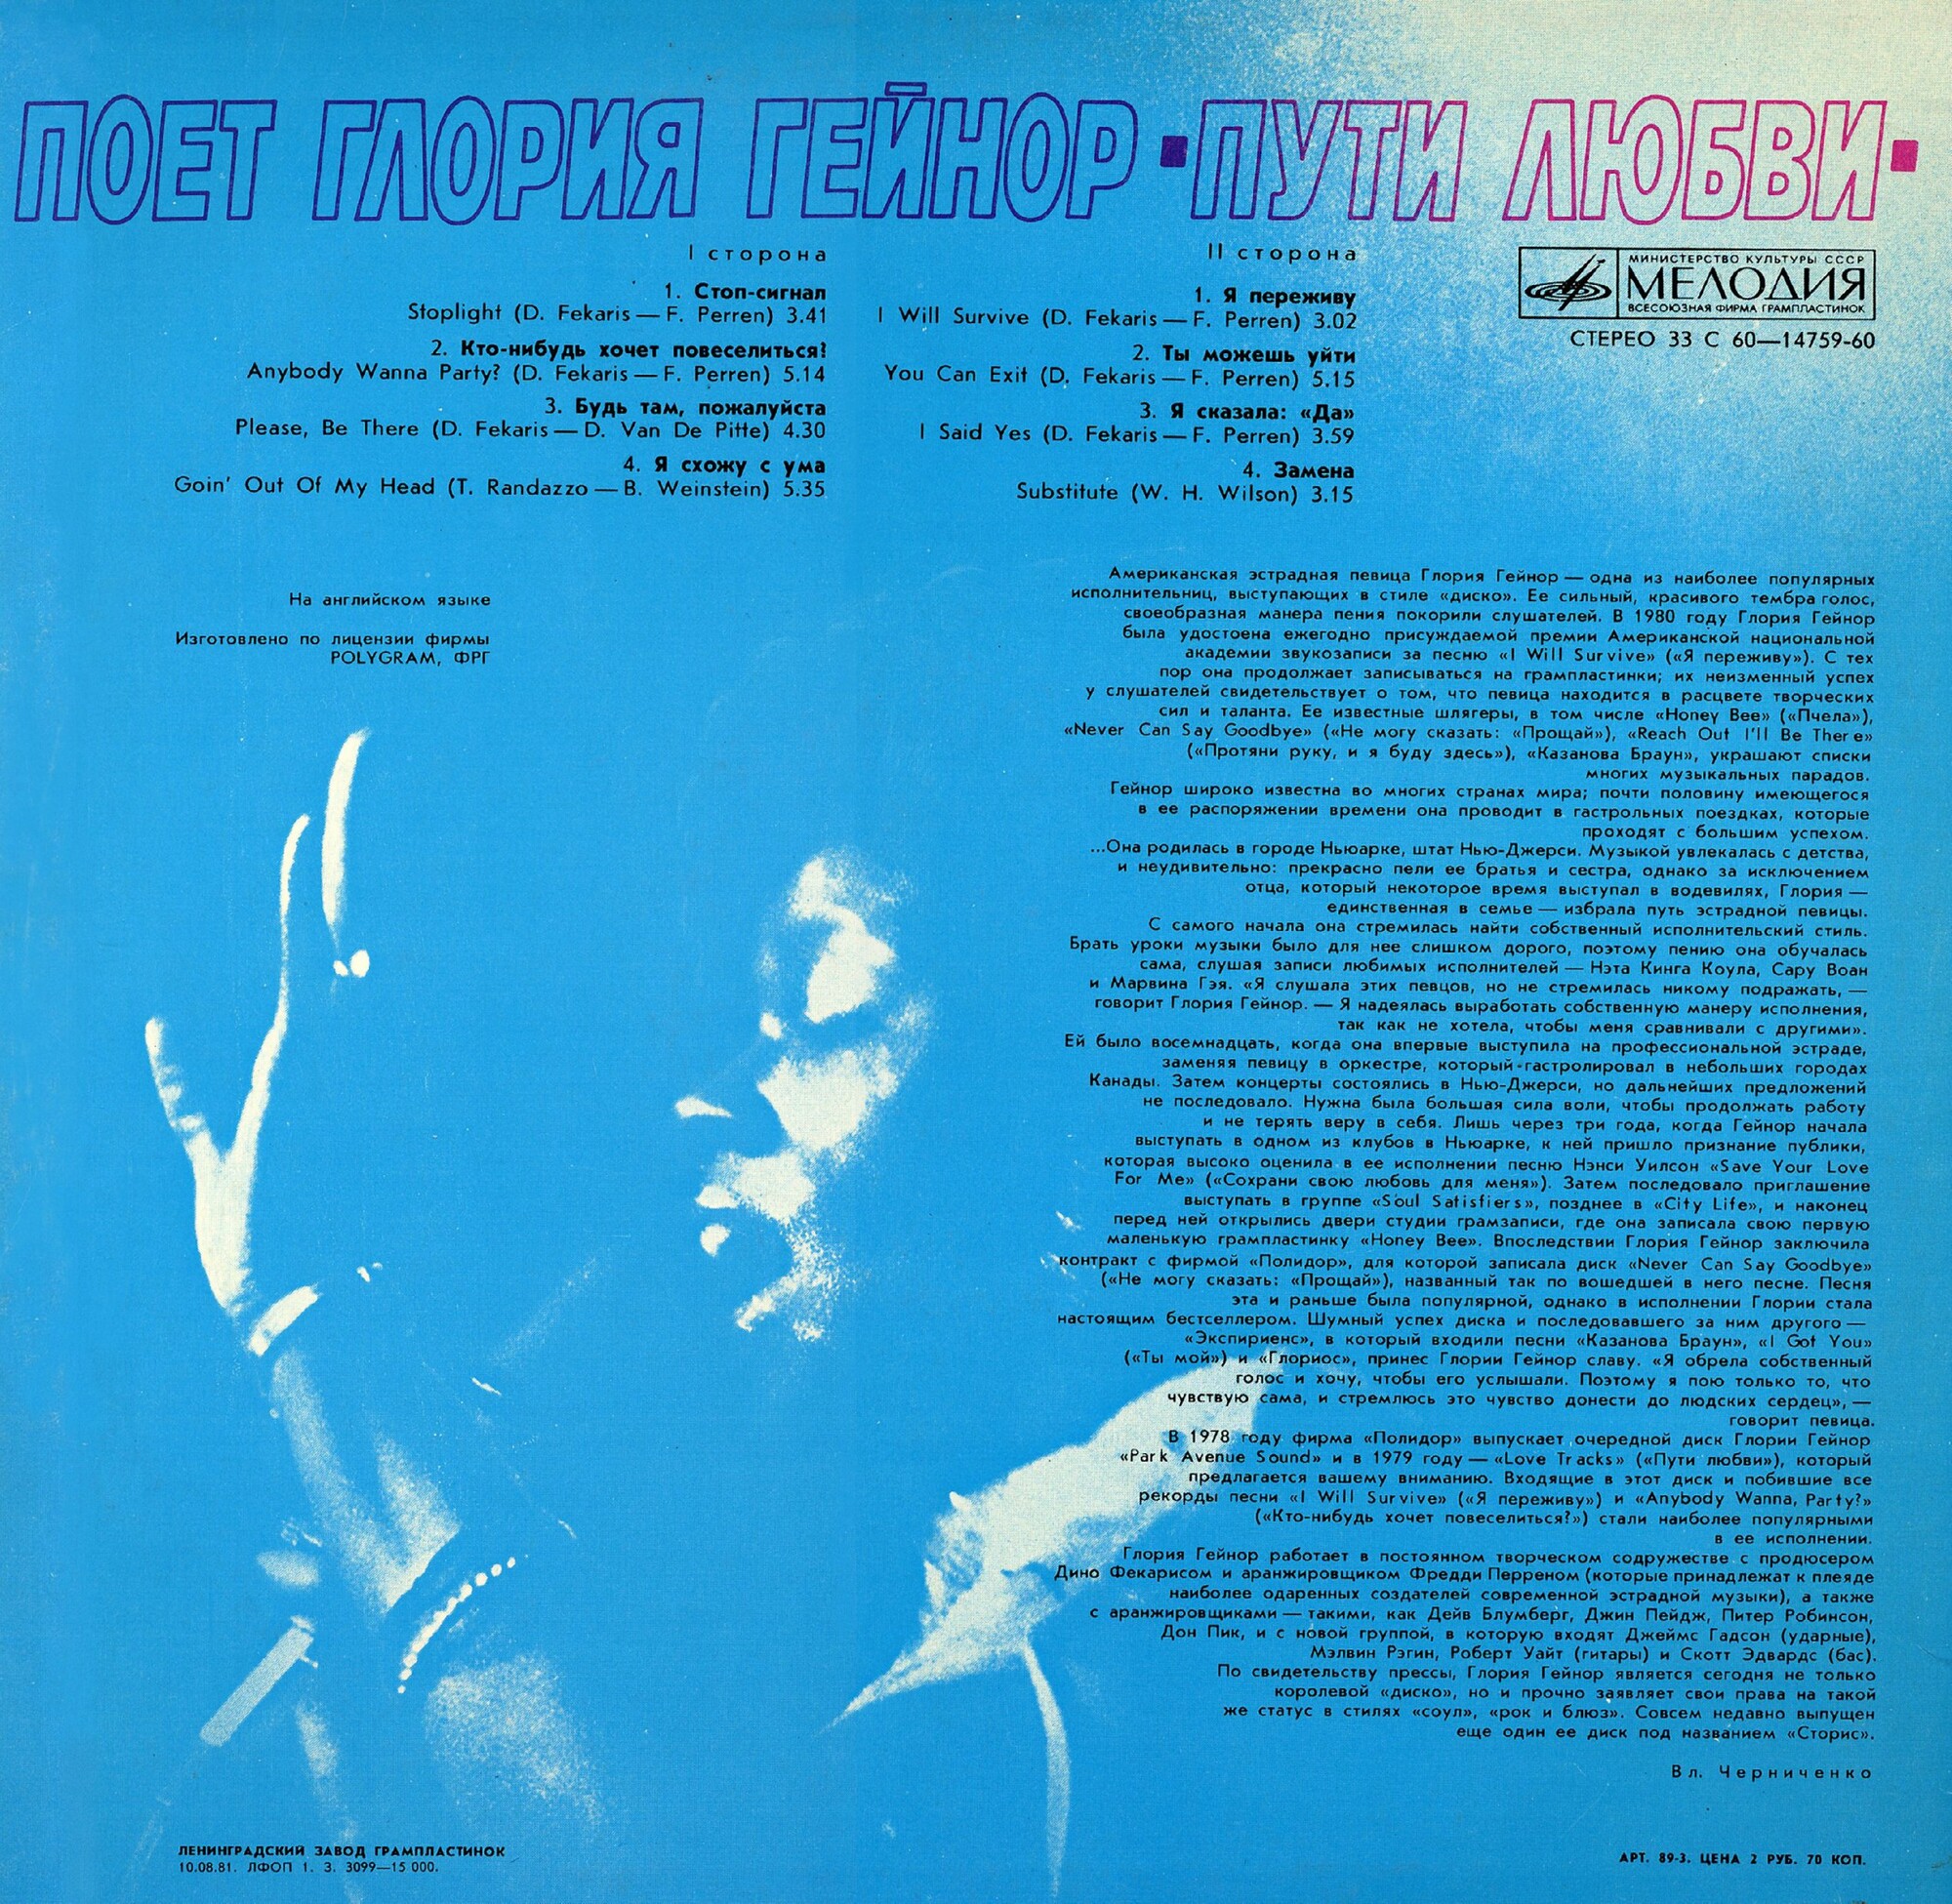 ПОЕТ ГЛОРИЯ ГЕЙНОР ▪ ПУТИ ЛЮБВИ ▪
I сторона
1. Стоп-сигнал
Stoplight (D. Fekaris — F. Perren) 3.41
2. Кто-нибудь хочет повеселиться?
Anybody Wanna Party? (D. Fekaris — F. Perren) 5.14
3. Будь там, пожалуйста
Please, Be There (D. Fekaris — D. Van De Pitte) 4.30
4. Я схожу с ума
Goin' Out Of My Head (T. Randazzo — B. Weinstein) 5.35
II сторона
1. Я переживу
I Will Survive (D. Fekaris — F. Perren) 3.02
2. Ты можешь уйти
You Can Exit (D. Fekaris — F. Perren) 5.15
3. Я сказала: «Да»
I Said Yes (D. Fekaris — F. Perren) 3.59
4. Замена
Substitute (W. H. Wilson) 3.15
МИНИСТЕРСТВО КУЛЬТУРЫ СССР
МЕЛОДИЯ
ВСЕСОЮЗНАЯ ФИРМА ГРАМПЛАСТИНОК
СТЕРЕО 33 С 60—14759-60
На английском языке
Изготовлено по лицензии фирмы
POLYGRAM, ФРГ
Американская эстрадная певица Глория Гейнор — одна из наиболее популярных
исполнительниц, выступающих в стиле «диско». Ее сильный, красивого тембра голос,
своеобразная манера пения покорили слушателей. В 1980 году Глория Гейнор
была удостоена ежегодно присуждаемой премии Американской национальной
академии звукозаписи за песню «I Will Survive» («Я переживу»). С тех
пор она продолжает записываться на грампластинки; их неизменный успех
у слушателей свидетельствует о том, что певица находится в расцвете творческих
сил и таланта. Ее известные шлягеры, в том числе «Honey Bee» («Пчела»),
«Never Can Say Goodbye» («Не могу сказать: «Прощай»), «Reach Out I'll Be There»
(«Протяни руку, и я буду здесь»), «Казанова Браун», украшают списки
многих музыкальных парадов.
Гейнор широко известна во многих странах мира; почти половину имеющегося
в ее распоряжении времени она проводит в гастрольных поездках, которые
проходят с большим успехом.
...Она родилась в городе Ньюарке, штат Нью-Джерси. Музыкой увлекалась с детства,
и неудивительно: прекрасно пели ее братья и сестра, однако за исключением
отца, который некоторое время выступал в водевилях, Глория —
единственная в семье — избрала путь эстрадной певицы.
С самого начала она стремилась найти собственный исполнительский стиль.
Брать уроки музыки было для нее слишком дорого, поэтому пению она обучалась
сама, слушая записи любимых исполнителей — Нэта Кинга Коула, Сару Воан
и Марвина Гэя. «Я слушала этих певцов, но не стремилась никому подражать, —
говорит Глория Гейнор. — Я надеялась выработать собственную манеру исполнения,
так как не хотела, чтобы меня сравнивали с другими».
Ей было восемнадцать, когда она впервые выступила на профессиональной эстраде,
заменяя певицу в оркестре, который гастролировал в небольших городах
Канады. Затем концерты состоялись в Нью-Джерси, но дальнейших предложений
не последовало. Нужна была большая сила воли, чтобы продолжать работу
и не терять веру в себя. Лишь через три года, когда Гейнор начала
выступать в одном из клубов в Ньюарке, к ней пришло признание публики,
которая высоко оценила в ее исполнении песню Нэнси Уилсон «Save Your Love
For Me» («Сохрани свою любовь для меня»). Затем последовало приглашение
выступать в группе «Soul Satisfiers», позднее в «City Life», и наконец
перед ней открылись двери студии грамзаписи, где она записала свою первую
маленькую грампластинку «Honey Bee». Впоследствии Глория Гейнор заключила
контракт с фирмой «Полидор», для которой записала диск «Never Can Say Goodbye»
(«Не могу сказать: «Прощай»), названный так по вошедшей в него песне. Песня
эта и раньше была популярной, однако в исполнении Глории стала
настоящим бестселлером. Шумный успех диска и последовавшего за ним другого —
«Экспириенс», в который входили песни «Казанова Браун», «I Got You»
(«Ты мой») и «Глориос», принес Глории Гейнор славу. «Я обрела собственный
голос и хочу, чтобы его услышали. Поэтому я пою только то, что
чувствую сама, и стремлюсь это чувство донести до людских сердец», —
говорит певица.
В 1978 году фирма «Полидор» выпускает очередной диск Глории Гейнор
«Park Avenue Sound» и в 1979 году — «Love Tracks» («Пути любви»), который
предлагается вашему вниманию. Входящие в этот диск и побившие все
рекорды песни «I Will Survive» («Я переживу») и «Anybody Wanna, Party?»
(«Кто-нибудь хочет повеселиться?») стали наиболее популярными
в ее исполнении.
Глория Гейнор работает в постоянном творческом содружестве с продюсером
Дино Фекарисом и аранжировщиком Фредди Перреном (которые принадлежат к плеяде
наиболее одаренных создателей современной эстрадной музыки), а также
с аранжировщиками — такими, как Дейв Блумберг, Джин Пейдж, Питер Робинсон,
Дон Пик, и с новой группой, в которую входят Джеймс Гадсон (ударные),
Мэлвин Рэгин, Роберт Уайт (гитары) и Скотт Эдвардс (бас).
По свидетельству прессы, Глория Гейнор является сегодня не только
королевой «диско», но и прочно заявляет свои права на такой
же статус в стилях «соул», «рок и блюз». Совсем недавно выпущен
еще один ее диск под названием «Сторис».
Вл. Черниченко
ЛЕНИНГРАДСКИЙ ЗАВОД ГРАМПЛАСТИНОК
10.08.81. ЛФОП 1. З. 3099—15 000.
АРТ. 89-3. ЦЕНА 2 РУБ. 70 КОП.